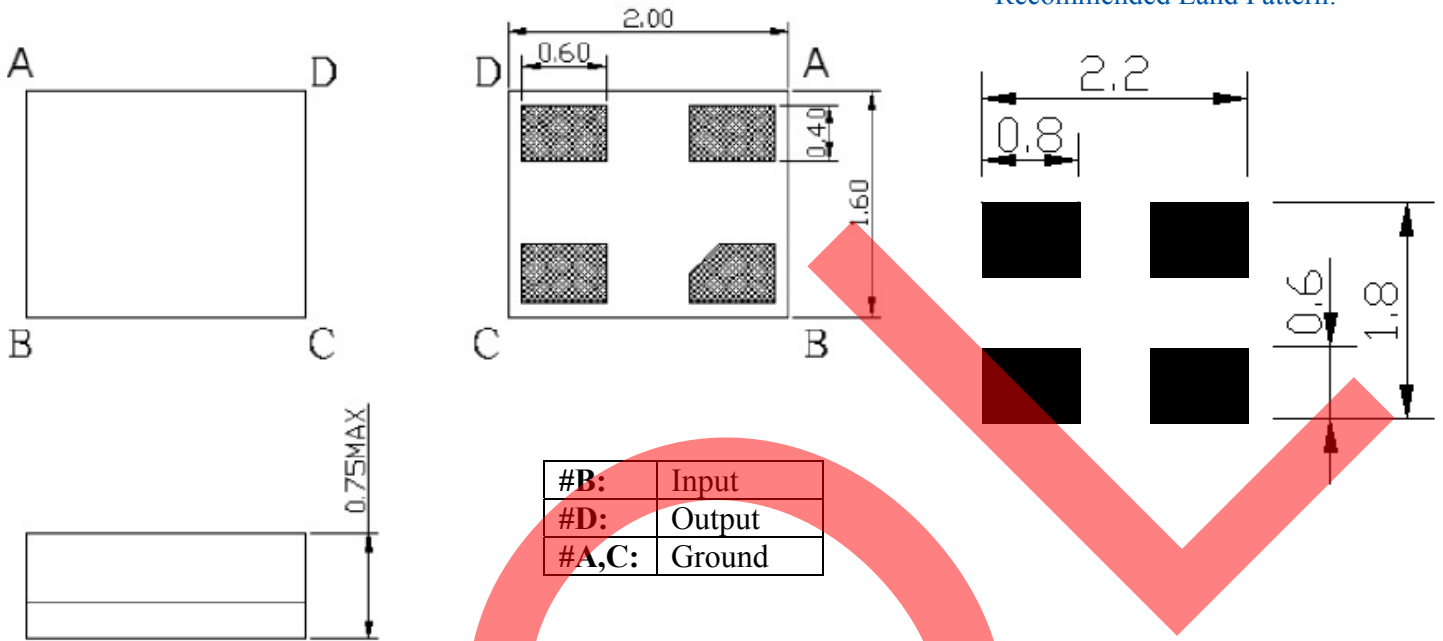 Recommended Land Pattern:
2.00
0.60
A
D
D
A
0.40
1.60
B
C
C
B
2.2
0.8
0.6
1.8
0.75MAX
#B: Input
#D: Output
#A,C: Ground